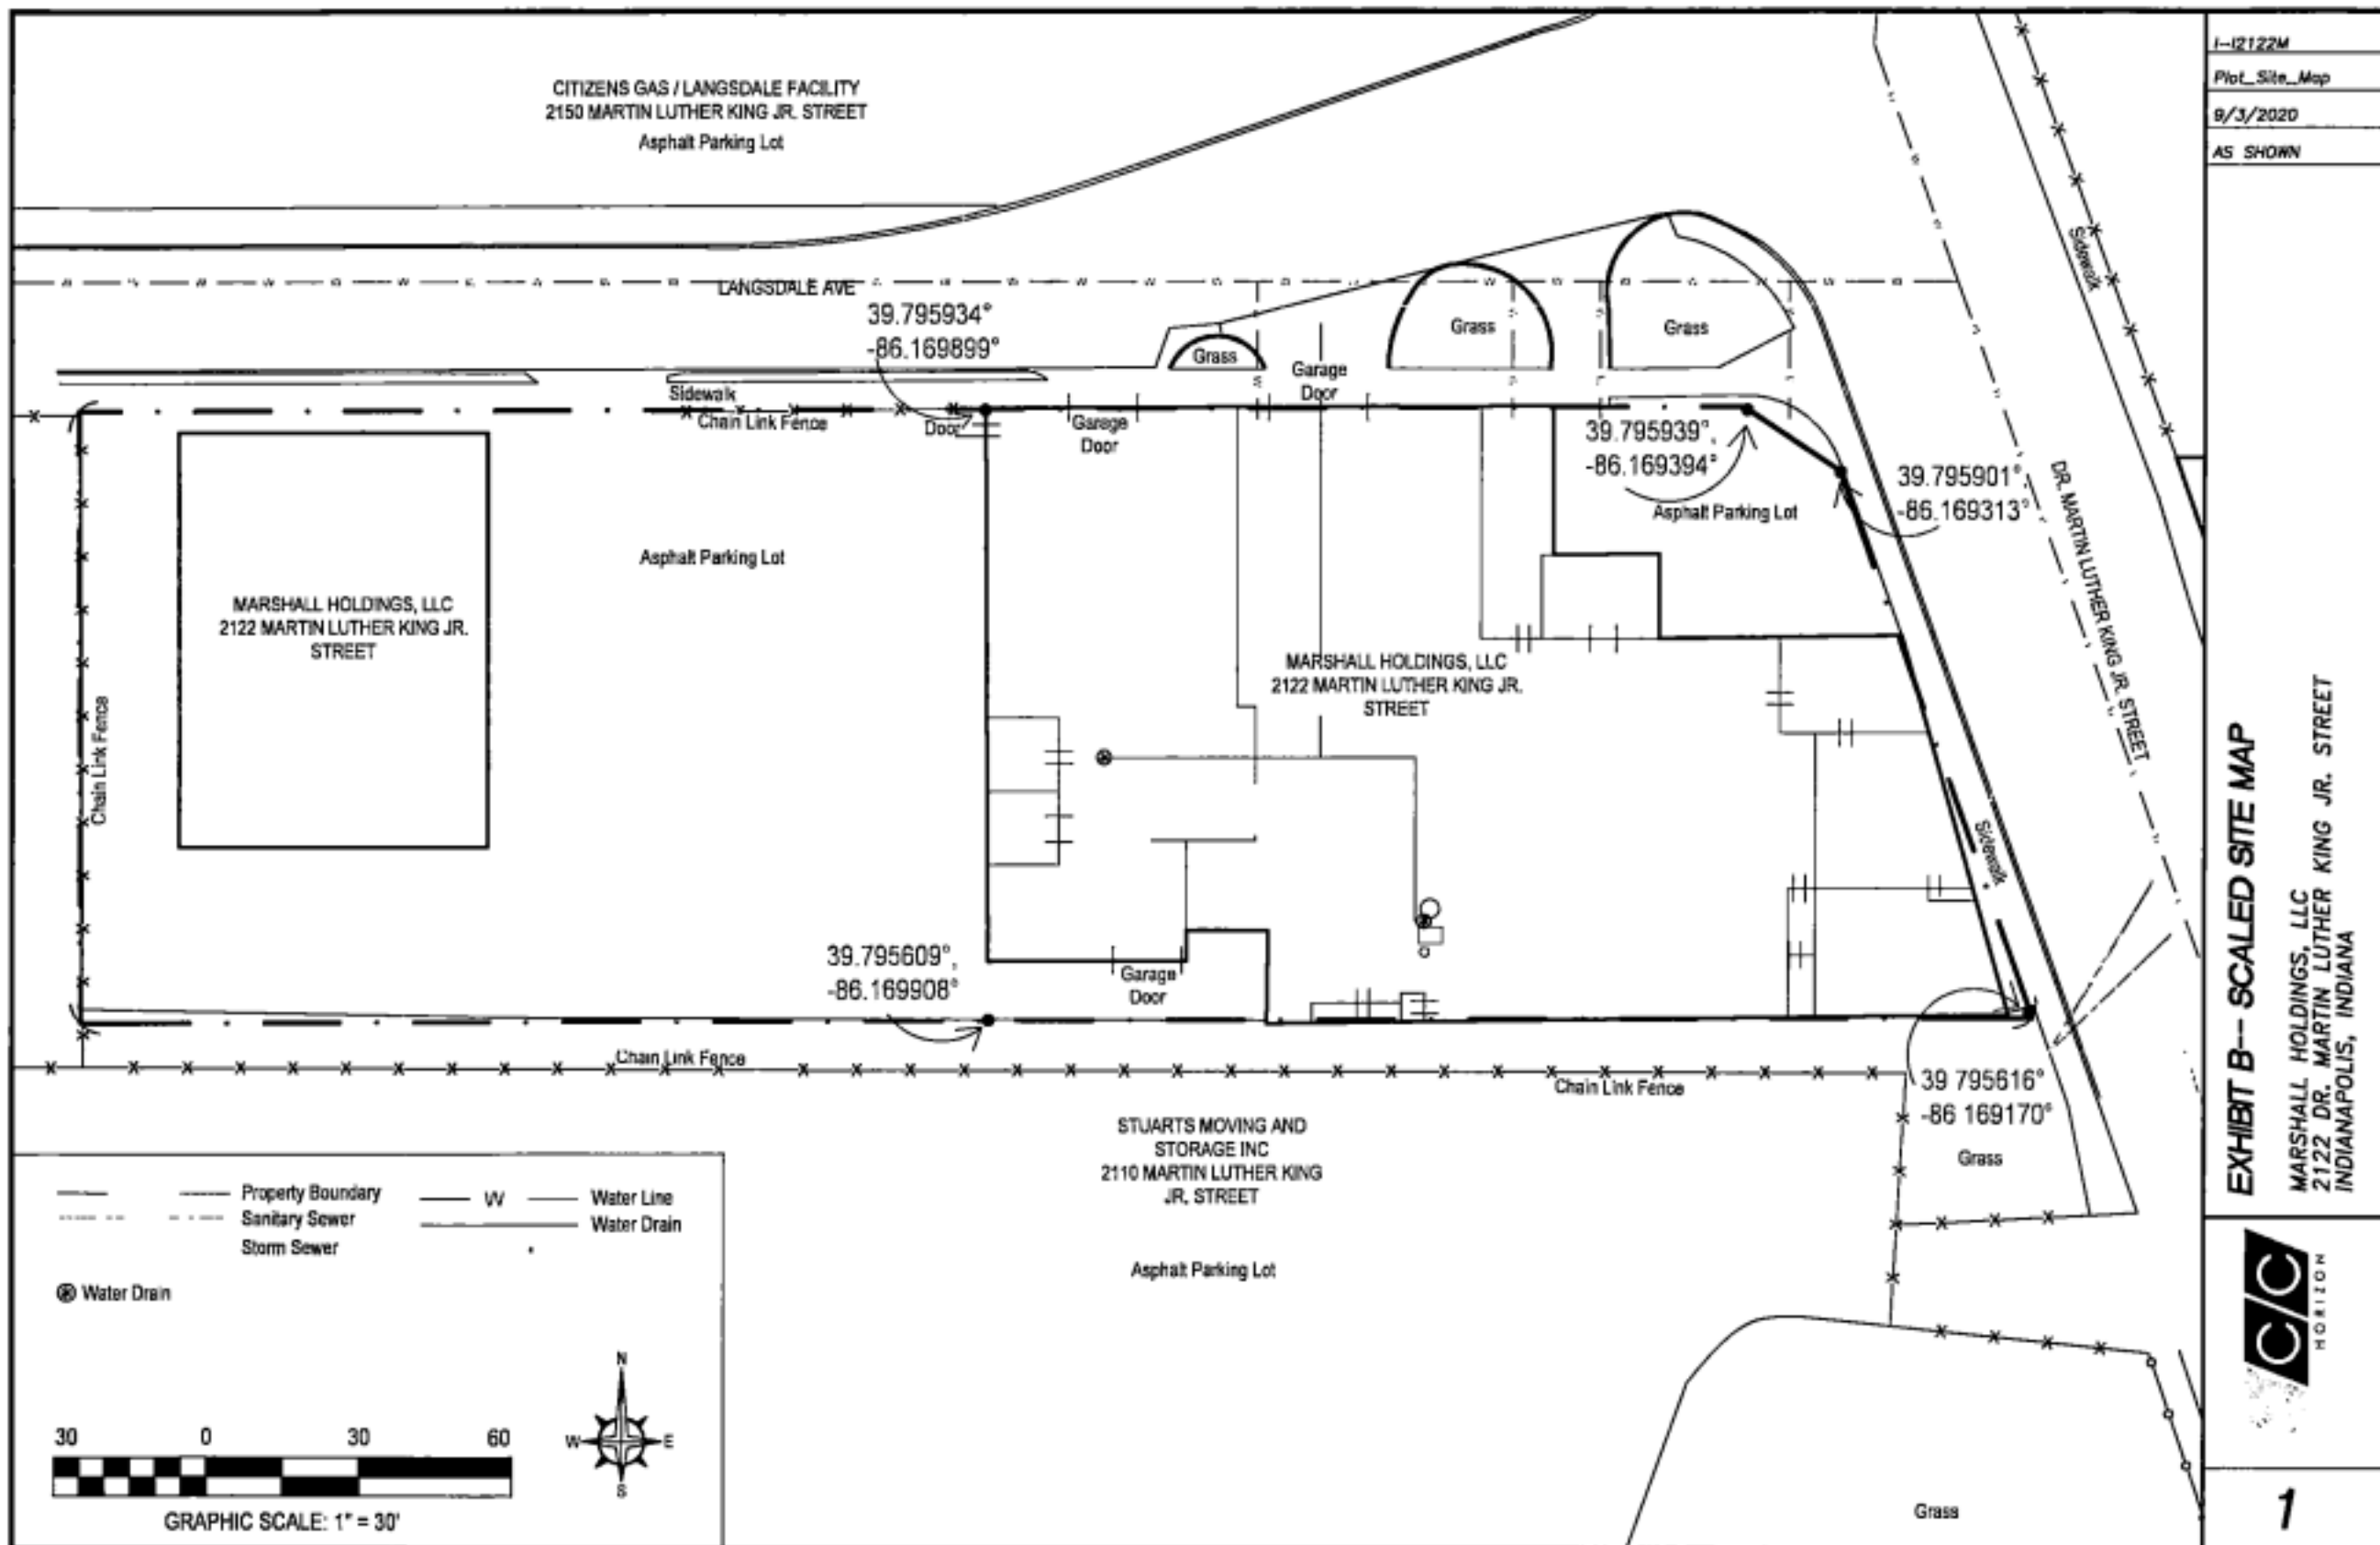 CITIZENS GAS / LANGSDALE FACILITY
2150 MARTIN LUTHER KING JR. STREET
Asphalt Parking Lot
LANGSDALE AVE
39.795934°
-86.169899°
Grass
Grass
Grass
Garage
Door
Sidewalk
Chain Link Fence
Door
Garage
Door
39.795939°,
-86.169394°
39.795901°,
-86.169313°
Asphalt Parking Lot
Asphalt Parking Lot
Sidewalk
DR. MARTIN LUTHER KING JR. STREET
MARSHALL HOLDINGS, LLC
2122 MARTIN LUTHER KING JR.
STREET
MARSHALL HOLDINGS, LLC
2122 MARTIN LUTHER KING JR.
STREET
Chain Link Fence
Sidewalk
39.795609°,
-86.169908°
Garage
Door
Chain Link Fence
Chain Link Fence
39 795616°
-86 169170°
Grass
STUARTS MOVING AND
STORAGE INC
2110 MARTIN LUTHER KING
JR. STREET
Asphalt Parking Lot
Grass
Property Boundary
W
Water Line
Sanitary Sewer
Water Drain
Storm Sewer
Water Drain
N
W
E
S
30 0 30 60
GRAPHIC SCALE: 1" = 30'
I-12122M
Plot_Site_Map
9/3/2020
AS SHOWN
EXHIBIT B-- SCALED SITE MAP
MARSHALL HOLDINGS, LLC
2122 DR. MARTIN LUTHER KING JR. STREET
INDIANAPOLIS, INDIANA
HORIZON
1